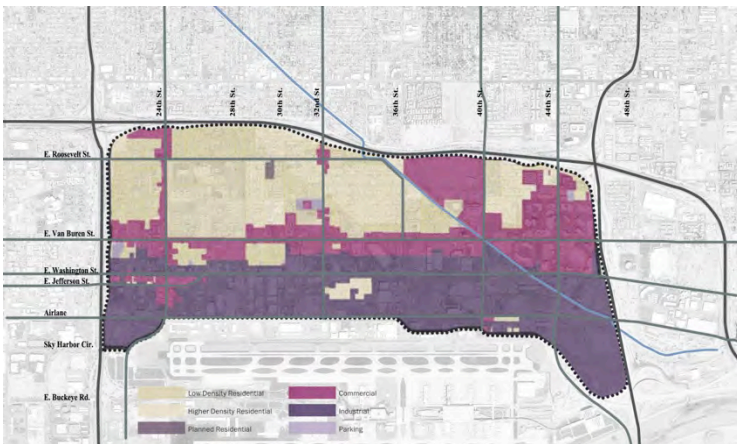 24th St.
28th St.
30th St.
32nd St
36th St.
40th St.
44th St.
48th St.
E. Roosevelt St.
E. Van Buren St.
E. Washington St.
E. Jefferson St.
Airlane
Sky Harbor Cir.
E. Buckeye Rd.
Low Density Residential
Commercial
Higher Density Residential
Industrial
Planned Residential
Parking